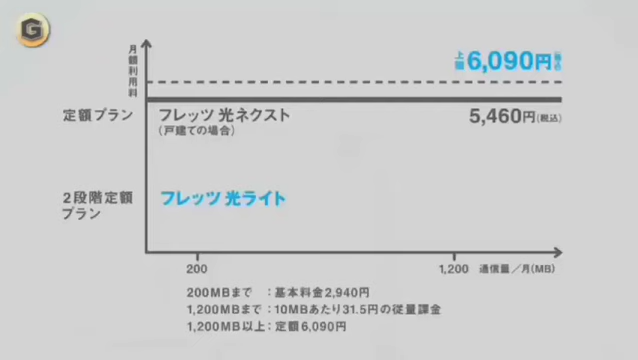 G
月額利用料
上限6,090円(税込)
定額プラン
フレッツ 光ネクスト
(戸建ての場合)
5,460円(税込)
2段階定額
プラン
フレッツ 光ライト
200
1,200
通信量/月(MB)
200MBまで :基本料金2,940円
1,200MBまで:10MBあたり31.5円の従量課金
1,200MB以上:定額6,090円